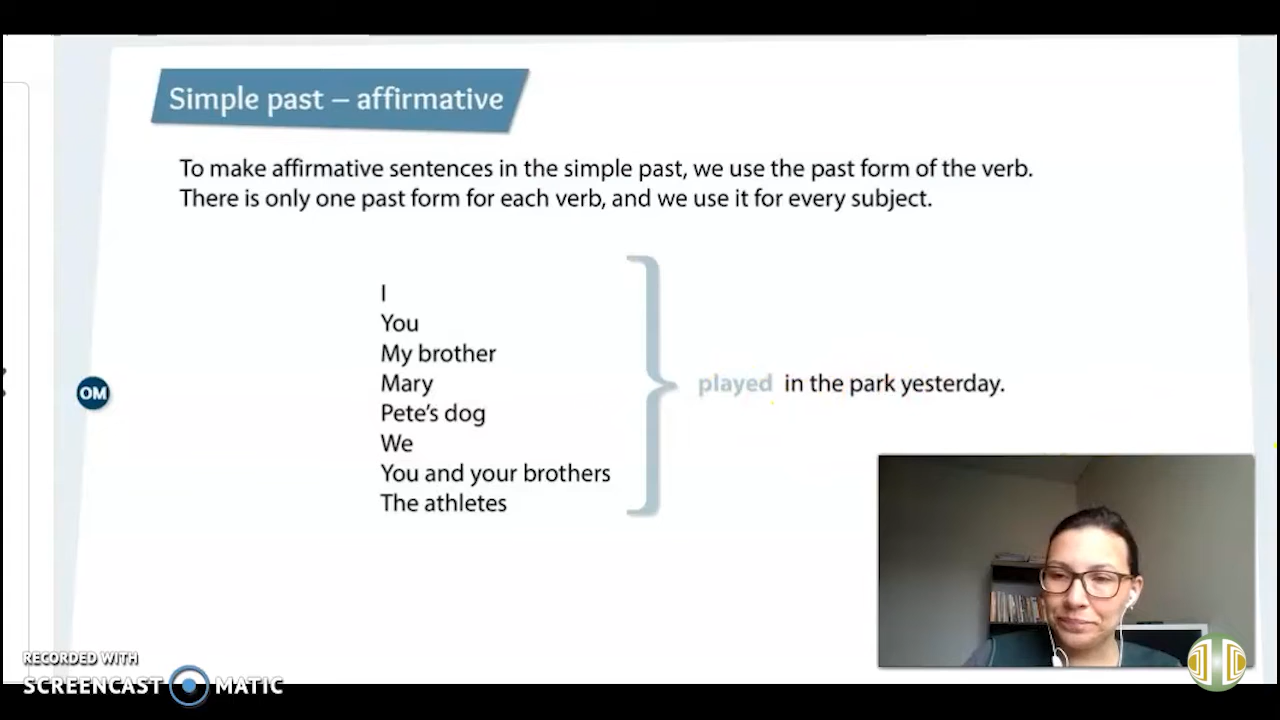 Simple past – affirmative
To make affirmative sentences in the simple past, we use the past form of the verb.
There is only one past form for each verb, and we use it for every subject.
I
You
My brother
Mary
Pete's dog
We
You and your brothers
The athletes
played in the park yesterday.
OM
RECORDED WITH
SCREENCAST MATIC